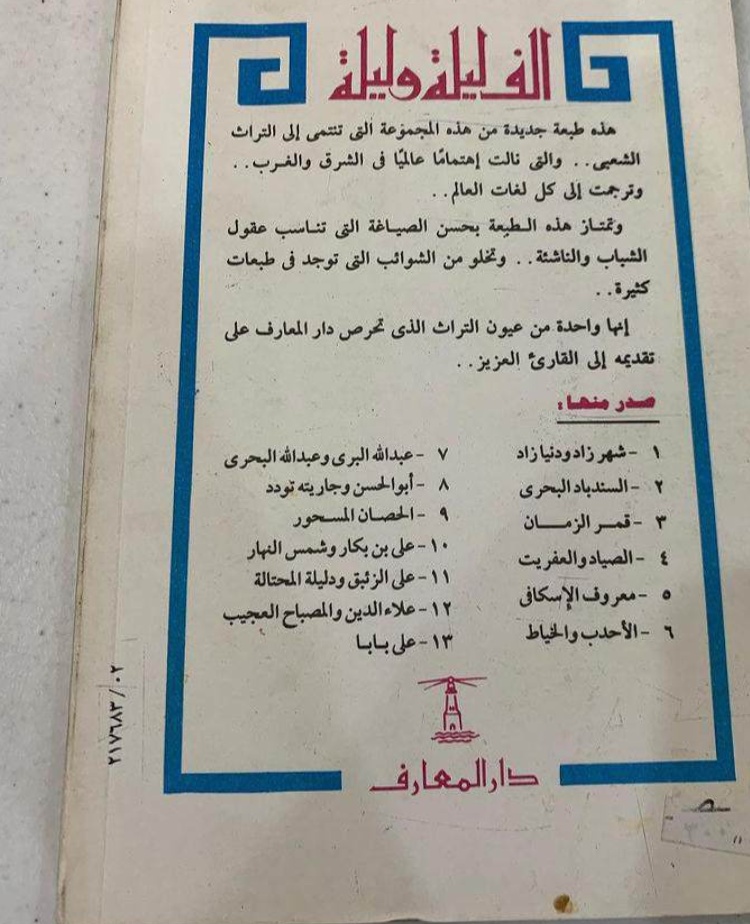 الف ليلة وليلة
هذه طبعة جديدة من هذه المجموعة التى تنتمى إلى التراث
الشعبى.. والتى نالت إهتمامًا عالميًا فى الشرق والغرب..
وترجمت إلى كل لغات العالم..
وتمتاز هذه الطبعة بحسن الصياغة التى تناسب عقول
الشباب والناشئة.. وتخلو من الشوائب التى توجد فى طبعات
كثيرة..
إنها واحدة من عيون التراث الذى تحرص دار المعارف على
تقديمه إلى القارئ العزيز..
صدر منها:
١ - شهر زاد ودنيا زاد
٢ - السندباد البحرى
٣ - قمر الزمان
٤ - الصياد والعفريت
٥ - معروف الإسكافى
٦ - الأحدب والخياط
٧ - عبدالله البرى وعبدالله البحرى
٨ - أبوالحسن وجاريته تودد
٩ - الحصان المسحور
١٠ - على بن بكار وشمس النهار
١١ - على الزئبق ودليلة المحتالة
١٢ - علاء الدين والمصباح العجيب
١٣ - على بابا
دار المعارف
٢١٧٦٨٣/٠٢